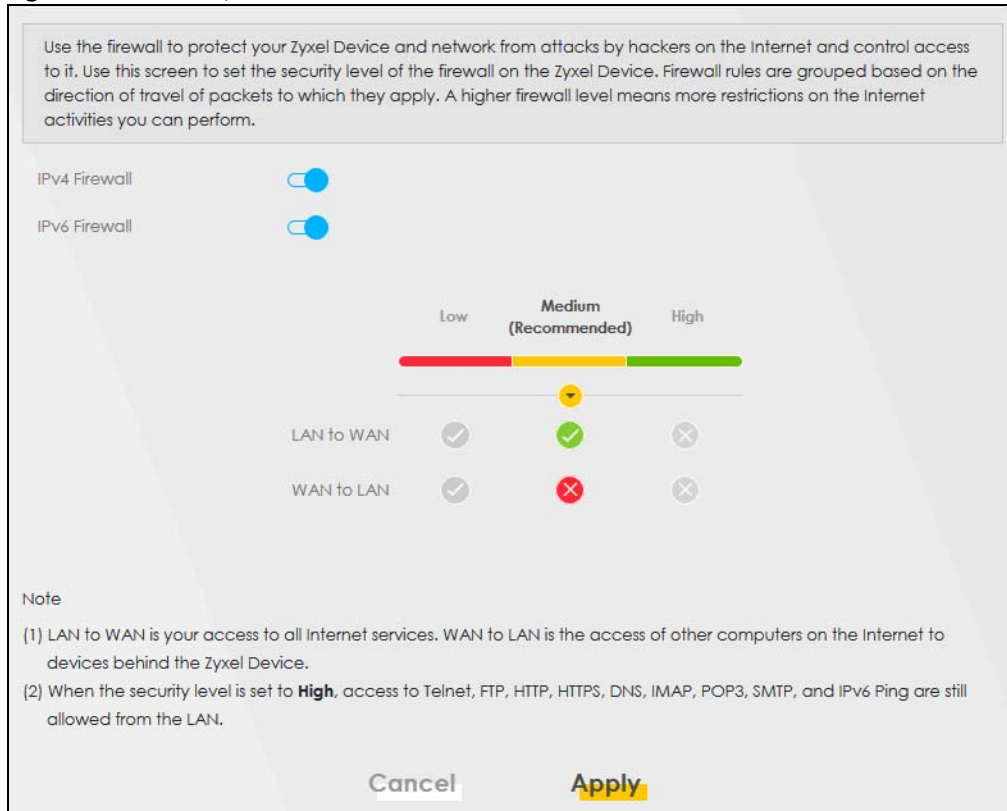 Use the firewall to protect your Zyxel Device and network from attacks by hackers on the Internet and control access
to it. Use this screen to set the security level of the firewall on the Zyxel Device. Firewall rules are grouped based on the
direction of travel of packets to which they apply. A higher firewall level means more restrictions on the Internet
activities you can perform.
IPv4 Firewall
IPv6 Firewall
Low
Medium
(Recommended)
High
LAN to WAN
WAN to LAN
Note
(1) LAN to WAN is your access to all Internet services. WAN to LAN is the access of other computers on the Internet to
devices behind the Zyxel Device.
(2) When the security level is set to High, access to Telnet, FTP, HTTP, HTTPS, DNS, IMAP, POP3, SMTP, and IPv6 Ping are still
allowed from the LAN.
Cancel
Apply